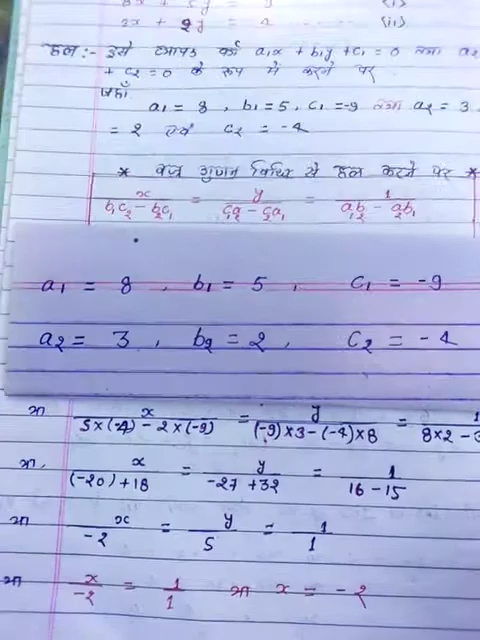 3x + 2y = (ii)
हल :- इसे व्यापक रूप a₁x + b₁y + c₁ = 0 तथा a₂
+ c₂ = 0 के रूप में करने पर
जहाँ
a₁ = 8 , b₁ = 5 , c₁ = -9 तथा a₂ = 3
= 2 एवं c₂ = -4
* वज्र गुणन विधि से हल करने पर *
x/(b₁c₂ - b₂c₁) = y/(c₁a₂ - c₂a₁) = 1/(a₁b₂ - a₂b₁)
a₁ = 8 , b₁ = 5 , c₁ = -9
a₂ = 3 , b₂ = 2 , c₂ = -4
या x/(5×(-4) - 2×(-9)) = y/((-9)×3 - (-4)×8) = 1/(8×2 -
या, x/((-20)+18) = y/(-27+32) = 1/(16-15)
या x/-2 = y/5 = 1/1
या x/-2 = 1/1 या x = -2